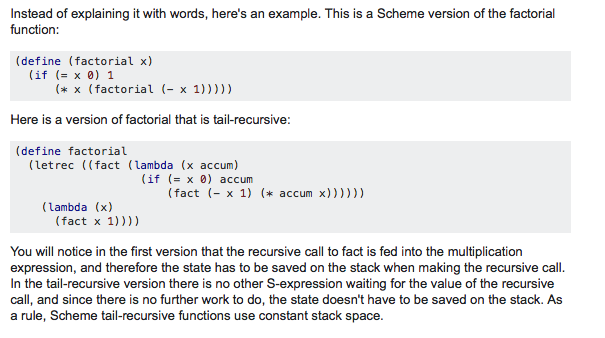 Instead of explaining it with words, here's an example. This is a Scheme version of the factorial
function:
(define (factorial x)
  (if (= x 0) 1
      (* x (factorial (- x 1)))))
Here is a version of factorial that is tail-recursive:
(define factorial
  (letrec ((fact (lambda (x accum)
                   (if (= x 0) accum
                       (fact (- x 1) (* accum x))))))
    (lambda (x)
      (fact x 1))))
You will notice in the first version that the recursive call to fact is fed into the multiplication
expression, and therefore the state has to be saved on the stack when making the recursive call.
In the tail-recursive version there is no other S-expression waiting for the value of the recursive
call, and since there is no further work to do, the state doesn't have to be saved on the stack. As
a rule, Scheme tail-recursive functions use constant stack space.